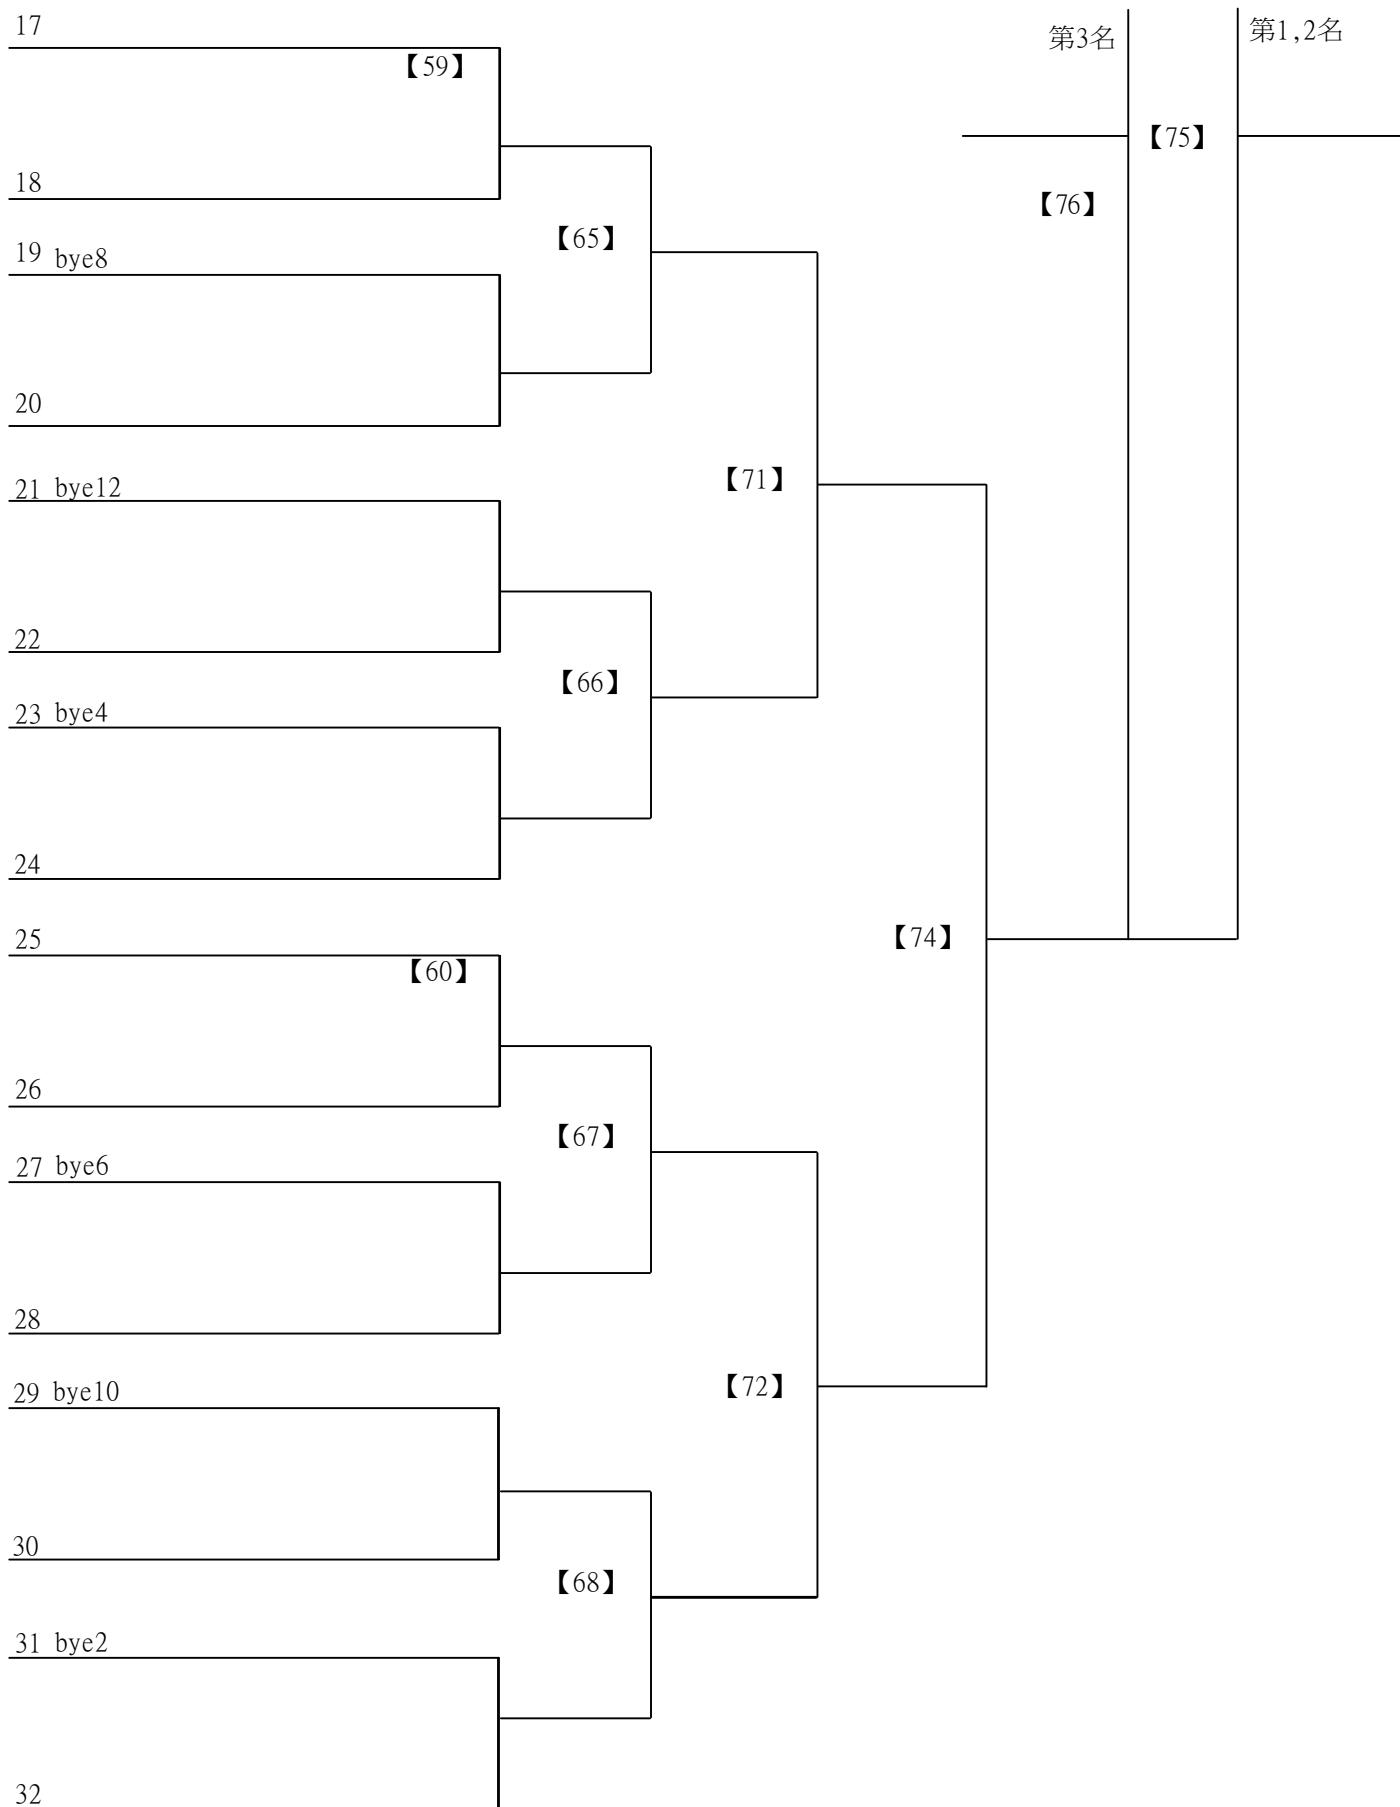 17
第3名
第1,2名
【59】
【75】
18
【76】
【65】
19 bye8
20
【71】
21 bye12
22
【66】
23 bye4
24
25
【74】
【60】
26
【67】
27 bye6
28
【72】
29 bye10
30
【68】
31 bye2
32